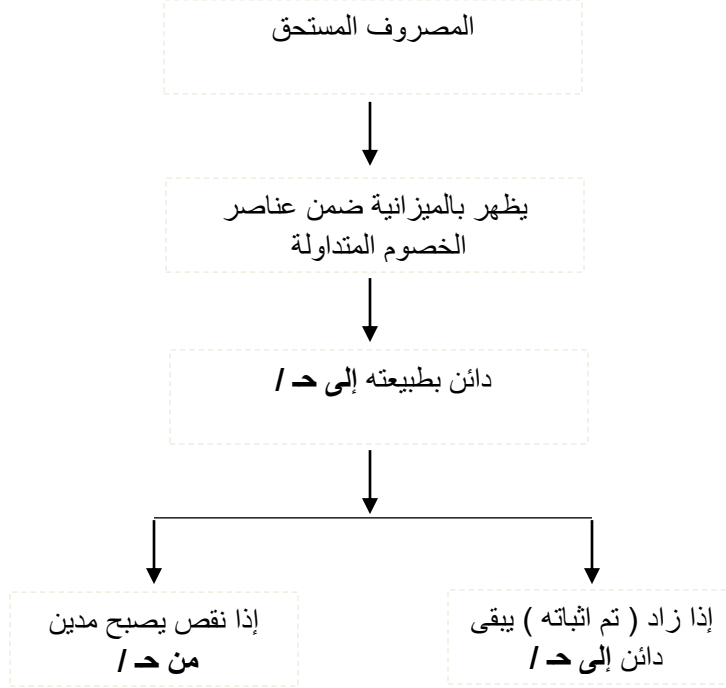 المصروف المستحق
يظهر بالميزانية ضمن عناصر
الخصوم المتداولة
دائن بطبيعته إلى حـ /
إذا زاد ( تم اثباته ) يبقى
دائن إلى حـ /
إذا نقص يصبح مدين
من حـ /